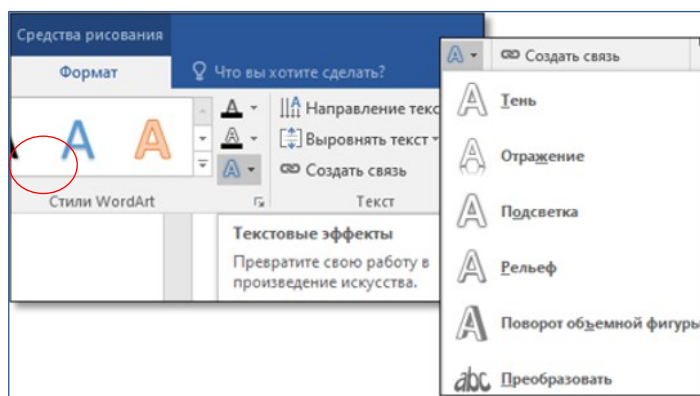 Средства рисования
Формат
Что вы хотите сделать?
A A
Направление текс
Выровнять текст
Создать связь
Стили WordArt
Текст
Текстовые эффекты
Превратите свою работу в
произведение искусства.
Создать связь
Тень
Отражение
Подсветка
Рельеф
Поворот объемной фигуры
abc Преобразовать